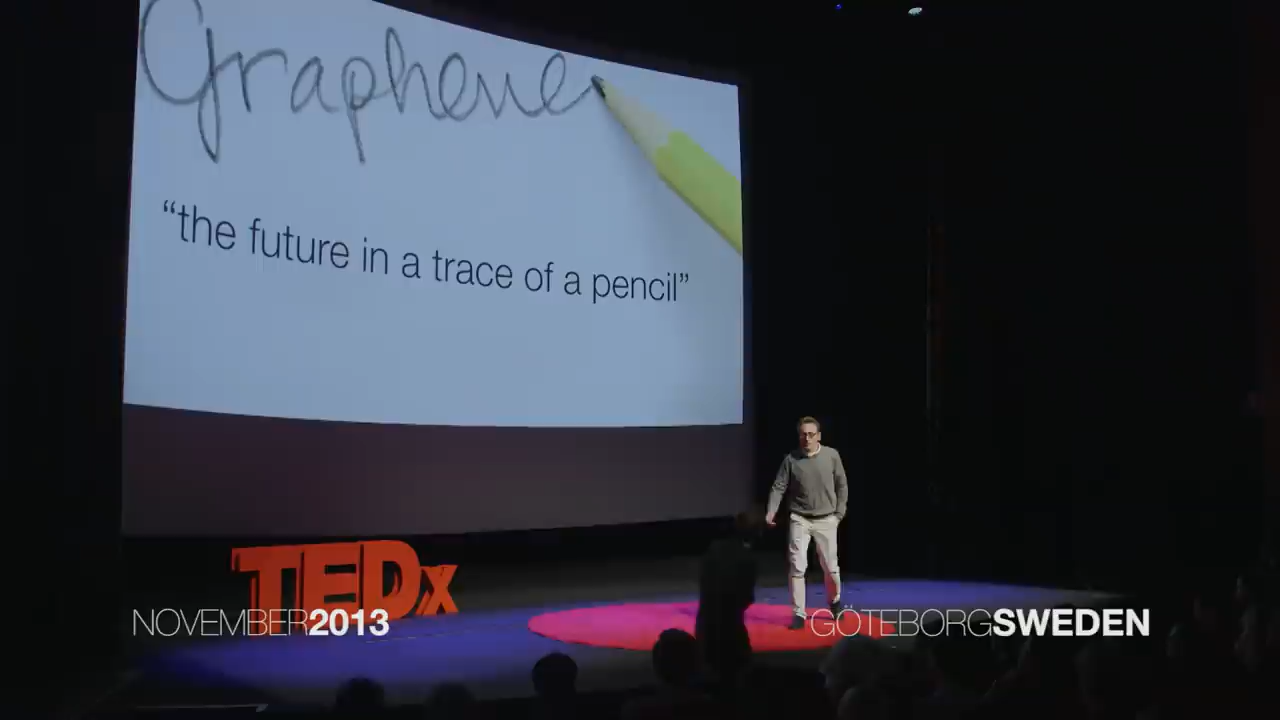 Graphene
“the future in a trace of a pencil”
TEDx
NOVEMBER2013
GÖTEBORGSWEDEN